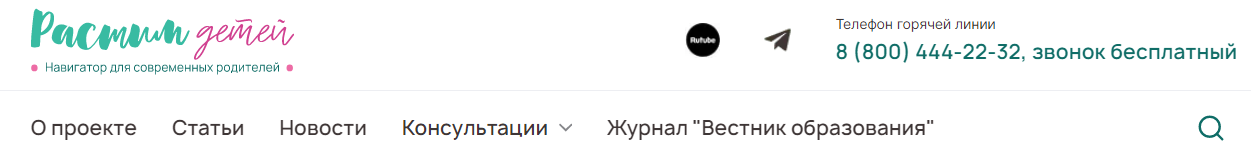 Растим детей
Навигатор для современных родителей
Rutube
Телефон горячей линии
8 (800) 444-22-32, звонок бесплатный
О проекте
Статьи
Новости
Консультации
Журнал "Вестник образования"